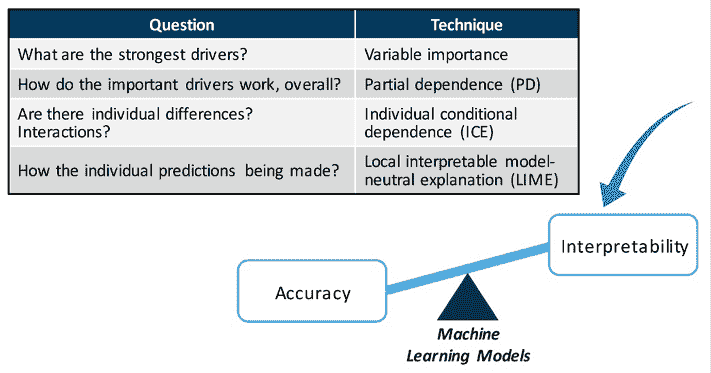 Question Technique
What are the strongest drivers? Variable importance
How do the important drivers work, overall? Partial dependence (PD)
Are there individual differences?
Interactions?
Individual conditional
dependence (ICE)
How the individual predictions being made?
Local interpretable model-
neutral explanation (LIME)
Interpretability
Accuracy
Machine
Learning Models